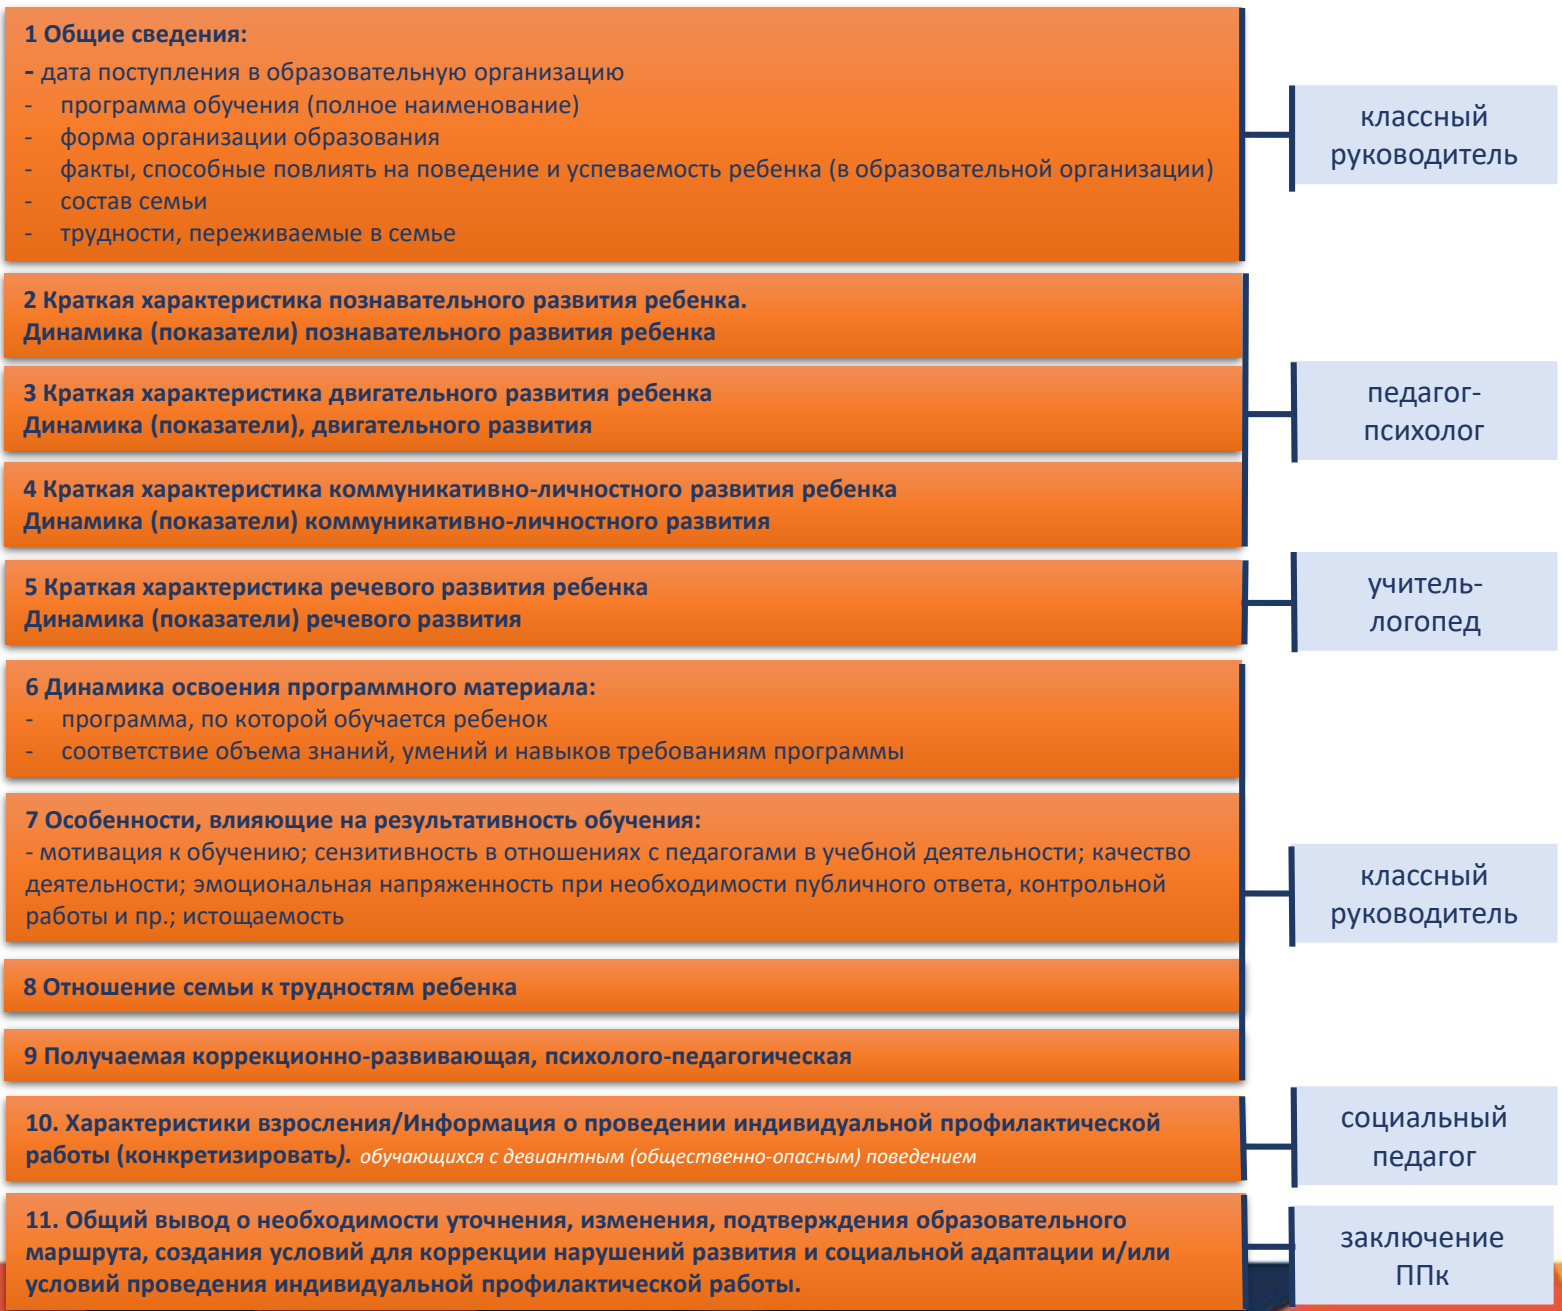 1 Общие сведения:
- дата поступления в образовательную организацию
- программа обучения (полное наименование)
- форма организации образования
- факты, способные повлиять на поведение и успеваемость ребенка (в образовательной организации)
- состав семьи
- трудности, переживаемые в семье
классный
руководитель
2 Краткая характеристика познавательного развития ребенка.
Динамика (показатели) познавательного развития ребенка
3 Краткая характеристика двигательного развития ребенка
Динамика (показатели), двигательного развития
4 Краткая характеристика коммуникативно-личностного развития ребенка
Динамика (показатели) коммуникативно-личностного развития
педагог-
психолог
5 Краткая характеристика речевого развития ребенка
Динамика (показатели) речевого развития
учитель-
логопед
6 Динамика освоения программного материала:
- программа, по которой обучается ребенок
- соответствие объема знаний, умений и навыков требованиям программы
7 Особенности, влияющие на результативность обучения:
- мотивация к обучению; сензитивность в отношениях с педагогами в учебной деятельности; качество
деятельности; эмоциональная напряженность при необходимости публичного ответа, контрольной
работы и пр.; истощаемость
8 Отношение семьи к трудностям ребенка
9 Получаемая коррекционно-развивающая, психолого-педагогическая
классный
руководитель
10. Характеристики взросления/Информация о проведении индивидуальной профилактической
работы (конкретизировать). обучающихся с девиантным (общественно-опасным) поведением
социальный
педагог
11. Общий вывод о необходимости уточнения, изменения, подтверждения образовательного
маршрута, создания условий для коррекции нарушений развития и социальной адаптации и/или
условий проведения индивидуальной профилактической работы.
заключение
ППк